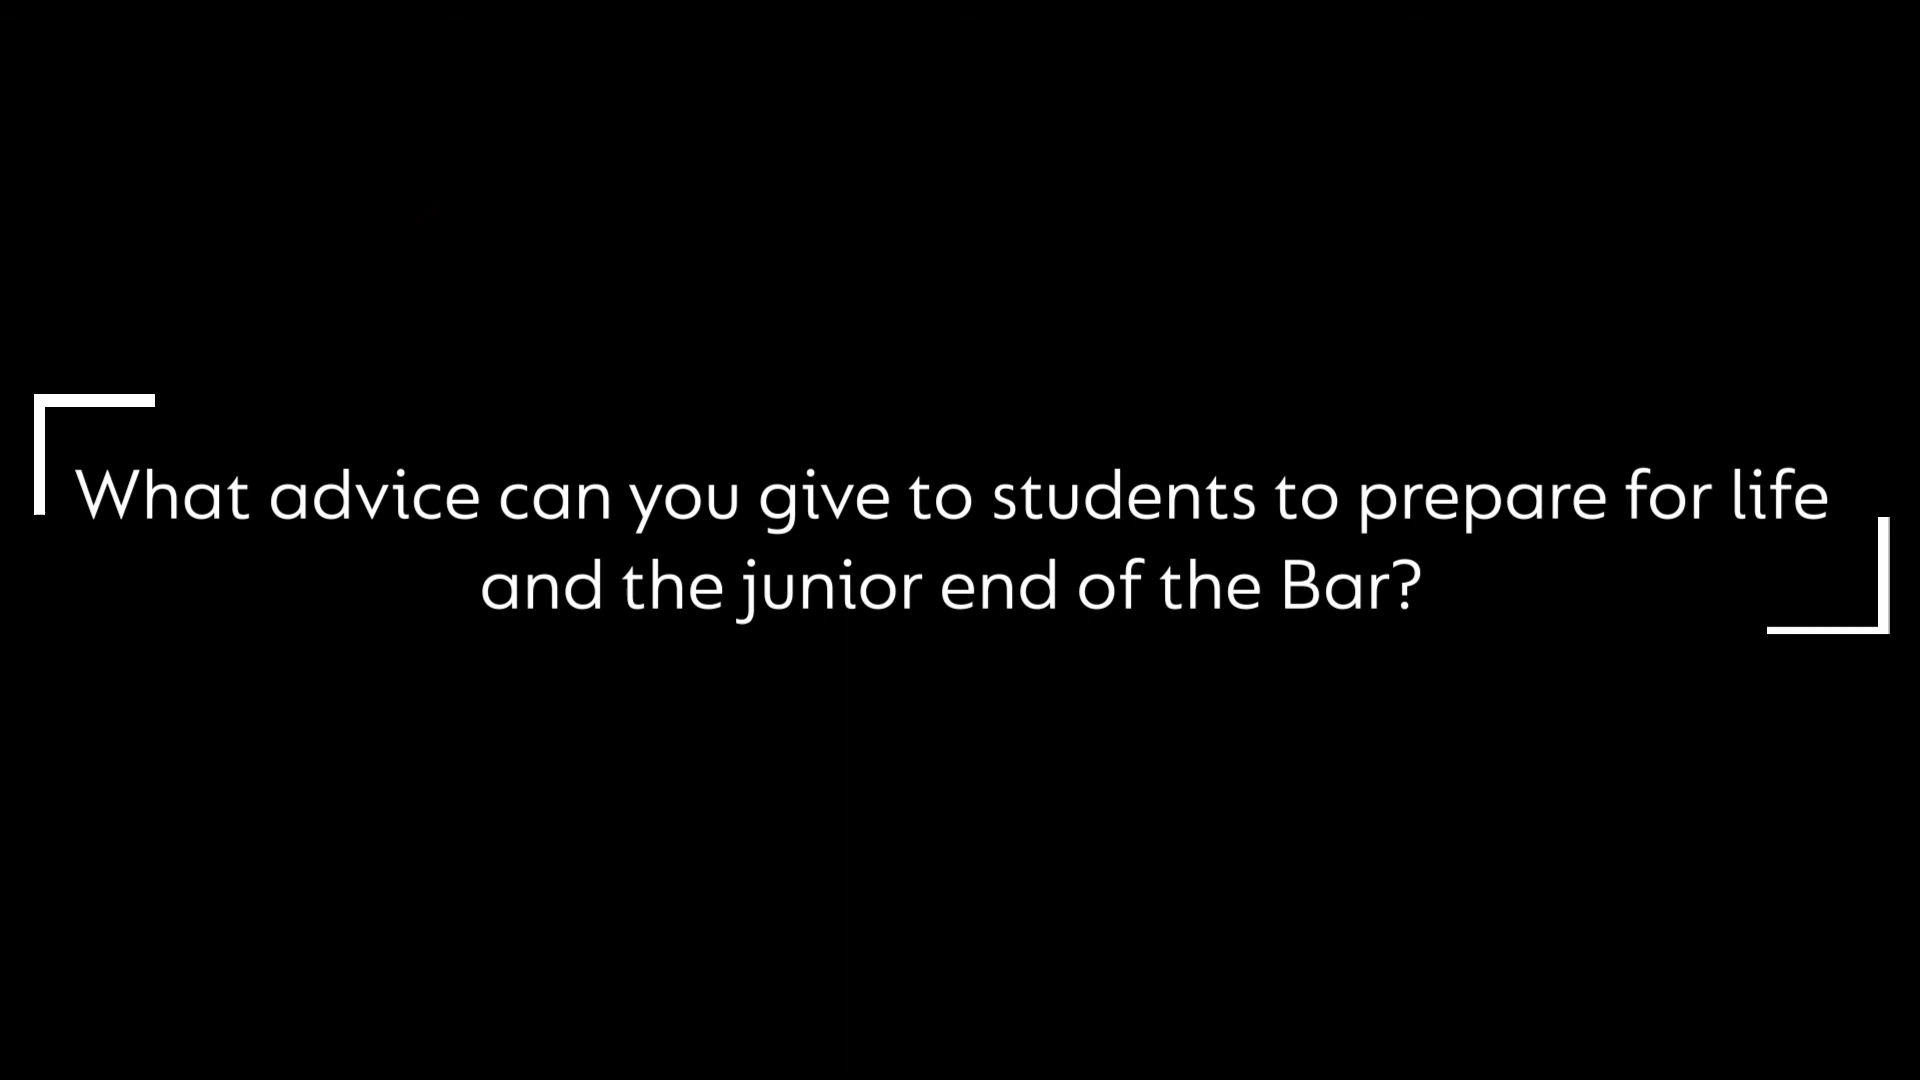 What advice can you give to students to prepare for life
and the junior end of the Bar?